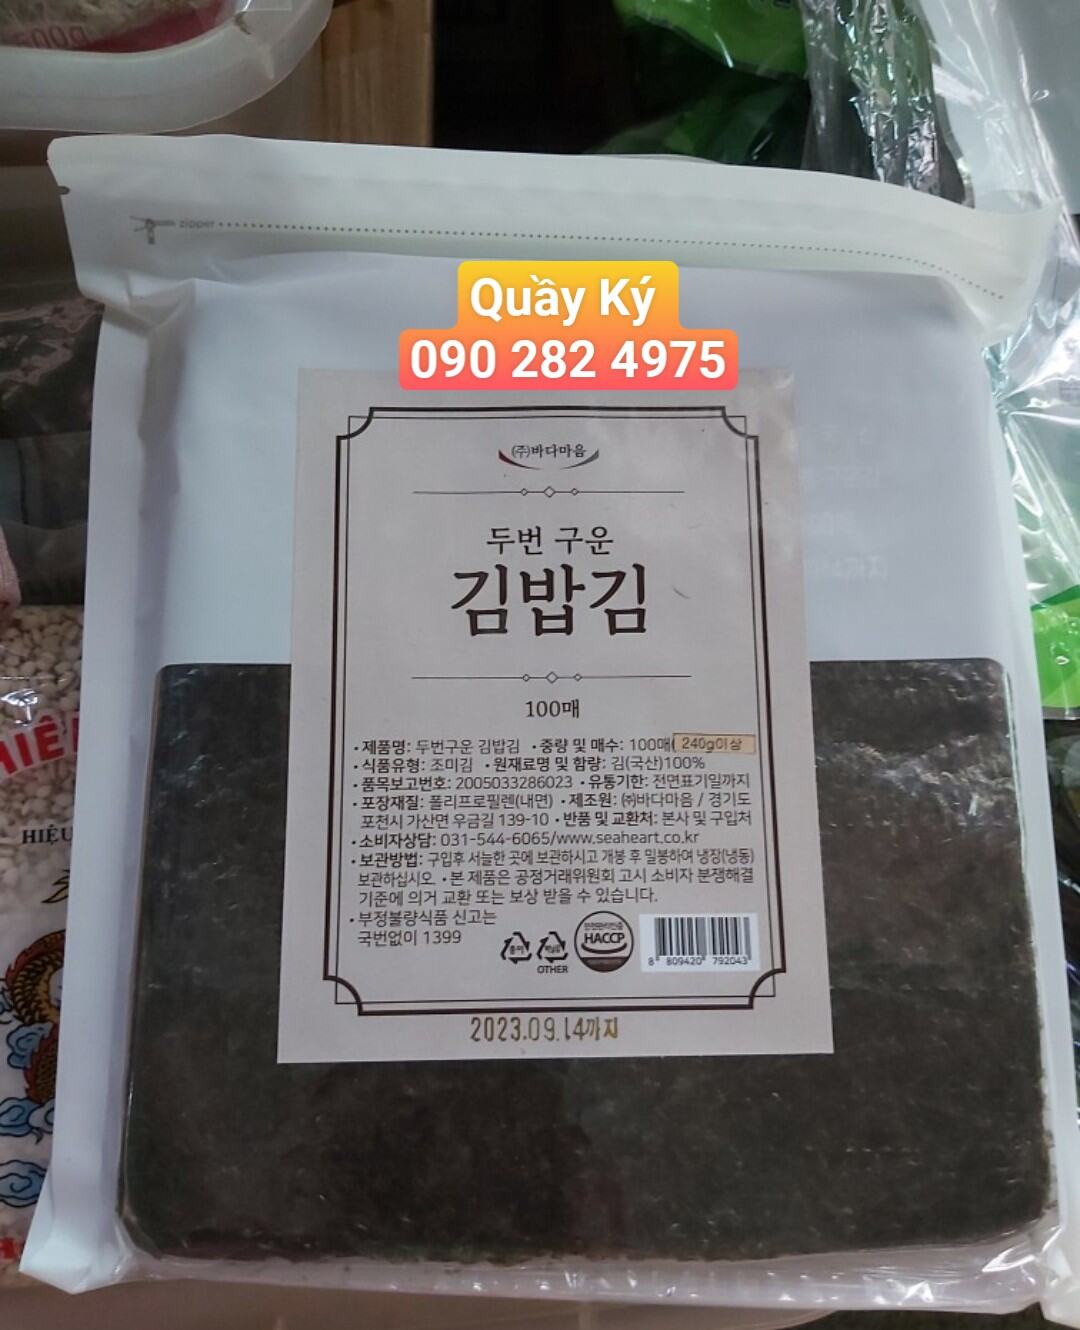 zipper
Quầy Ký
090 282 4975
(주)바다마음
두번 구운
김밥김
100매
• 제품명: 두번구운 김밥김 • 중량 및 매수: 100매( 240g이상
• 식품유형: 조미김 • 원재료명 및 함량: 김(국산)100%
• 품목보고번호: 2005033286023 • 유통기한: 전면표기일까지
• 포장재질: 폴리프로필렌(내면) • 제조원: ㈜바다마음 / 경기도
포천시 가산면 우금길 139-10 • 반품 및 교환처: 본사 및 구입처
• 소비자상담: 031-544-6065/www.seaheart.co.kr
• 보관방법: 구입후 서늘한 곳에 보관하시고 개봉 후 밀봉하여 냉장(냉동)
보관하십시오. • 본 제품은 공정거래위원회 고시 소비자 분쟁해결
기준에 의거 교환 또는 보상 받을 수 있습니다.
• 부정불량식품 신고는
국번없이 1399
종이
OTHER
HACCP
8 809420 792043
2023.09.14까지
HIỆU